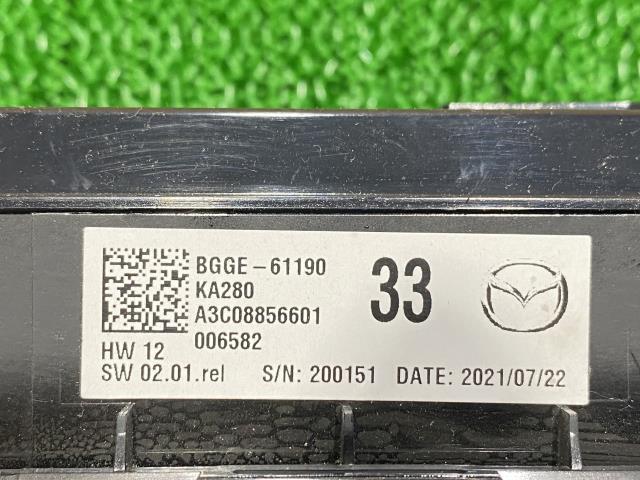 BGGE-61190
KA280
A3C08856601
006582
33
HW 12
SW 02.01.rel S/N: 200151 DATE: 2021/07/22